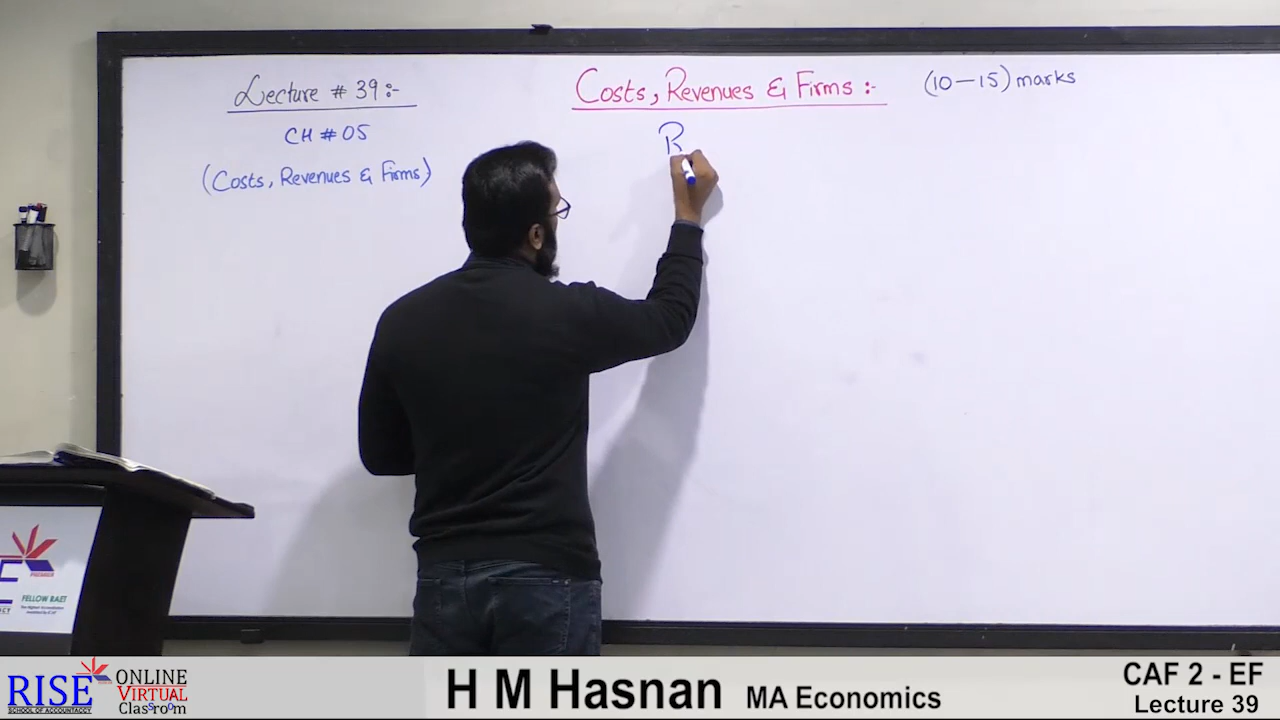 Lecture # 39:-
CH # 05
(Costs, Revenues & Firms)
Costs, Revenues & Firms :-
(10 – 15) marks
R
FELLOW RAET
RISE
SCHOOL OF ACCOUNTANCY
ONLINE
VIRTUAL
Classroom
H M Hasnan MA Economics
CAF 2 - EF
Lecture 39